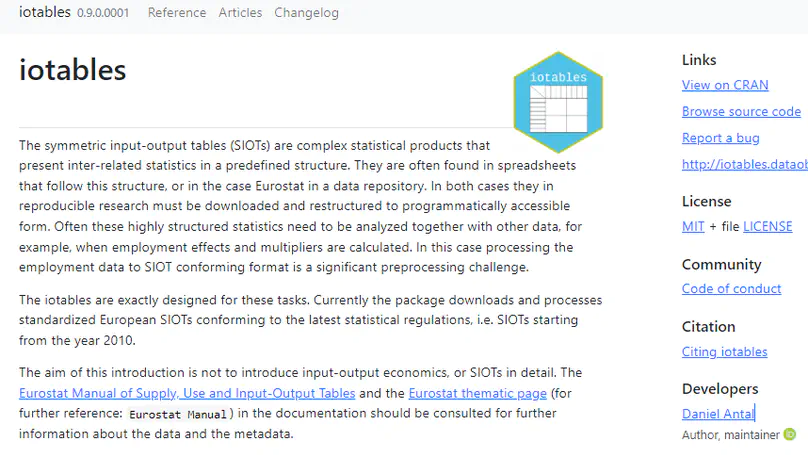 iotables 0.9.0.0001 Reference Articles Changelog
iotables
iotables
The symmetric input-output tables (SIOTs) are complex statistical products that
present inter-related statistics in a predefined structure. They are often found in spreadsheets
that follow this structure, or in the case Eurostat in a data repository. In both cases they in
reproducible research must be downloaded and restructured to programmatically accessible
form. Often these highly structured statistics need to be analyzed together with other data, for
example, when employment effects and multipliers are calculated. In this case processing the
employment data to SIOT conforming format is a significant preprocessing challenge.
The iotables are exactly designed for these tasks. Currently the package downloads and processes
standardized European SIOTs conforming to the latest statistical regulations, i.e. SIOTs starting
from the year 2010.
The aim of this introduction is not to introduce input-output economics, or SIOTs in detail. The
Eurostat Manual of Supply, Use and Input-Output Tables and the Eurostat thematic page (for
further reference: Eurostat Manual) in the documentation should be consulted for further
information about the data and the metadata.
Links
View on CRAN
Browse source code
Report a bug
http://iotables.dataob
License
MIT + file LICENSE
Community
Code of conduct
Citation
Citing iotables
Developers
Daniel Antal
Author, maintainer iD